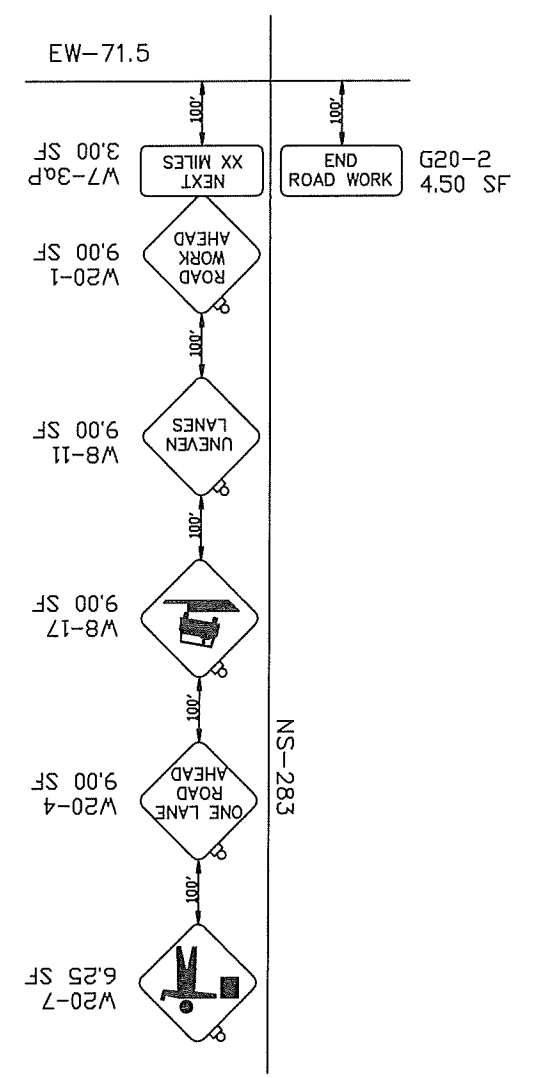 EW-71.5
100'
100'
NEXT
XX MILES
W7-3aP
3.00 SF
END
ROAD WORK
G20-2
4.50 SF
ROAD
WORK
AHEAD
W20-1
9.00 SF
100'
UNEVEN
LANES
W8-11
9.00 SF
100'
W8-17
9.00 SF
100'
NS-283
ONE LANE
ROAD
AHEAD
W20-4
9.00 SF
100'
W20-7
6.25 SF